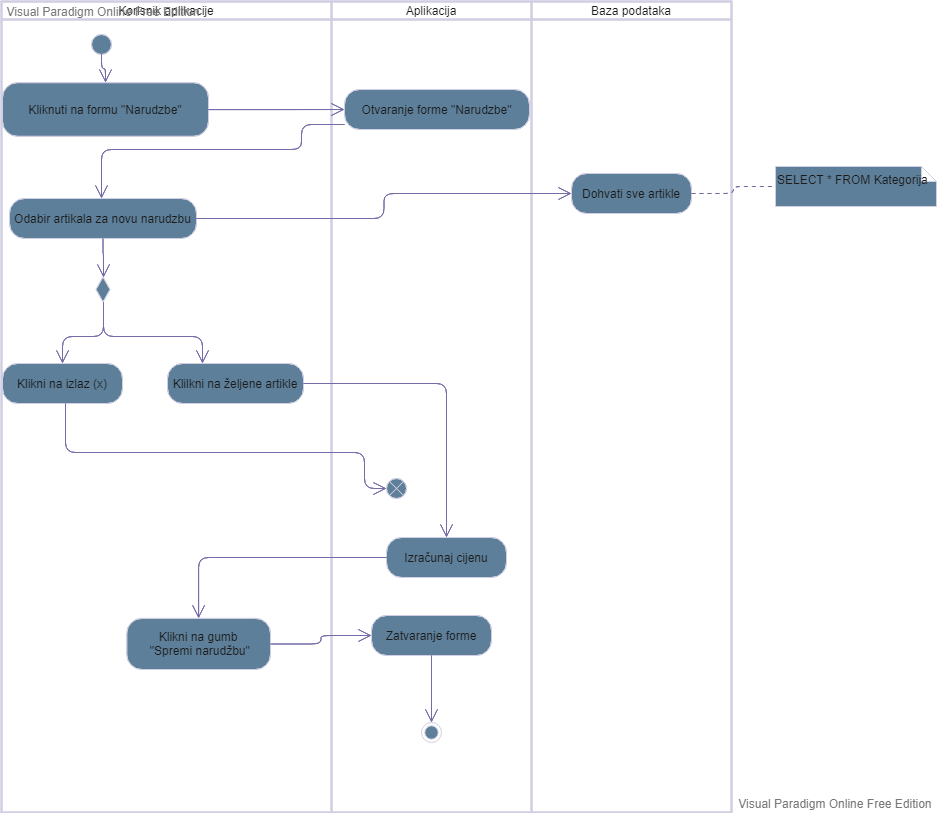 Visual Paradigm Online Free Edition
Korisnik aplikacije
Aplikacija
Baza podataka
Kliknuti na formu "Narudzbe"
Otvaranje forme "Narudzbe"
SELECT * FROM Kategorija
Dohvati sve artikle
Odabir artikala za novu narudzbu
Klikni na izlaz (x)
Klilkni na željene artikle
Izračunaj cijenu
Klikni na gumb
"Spremi narudžbu"
Zatvaranje forme
Visual Paradigm Online Free Edition